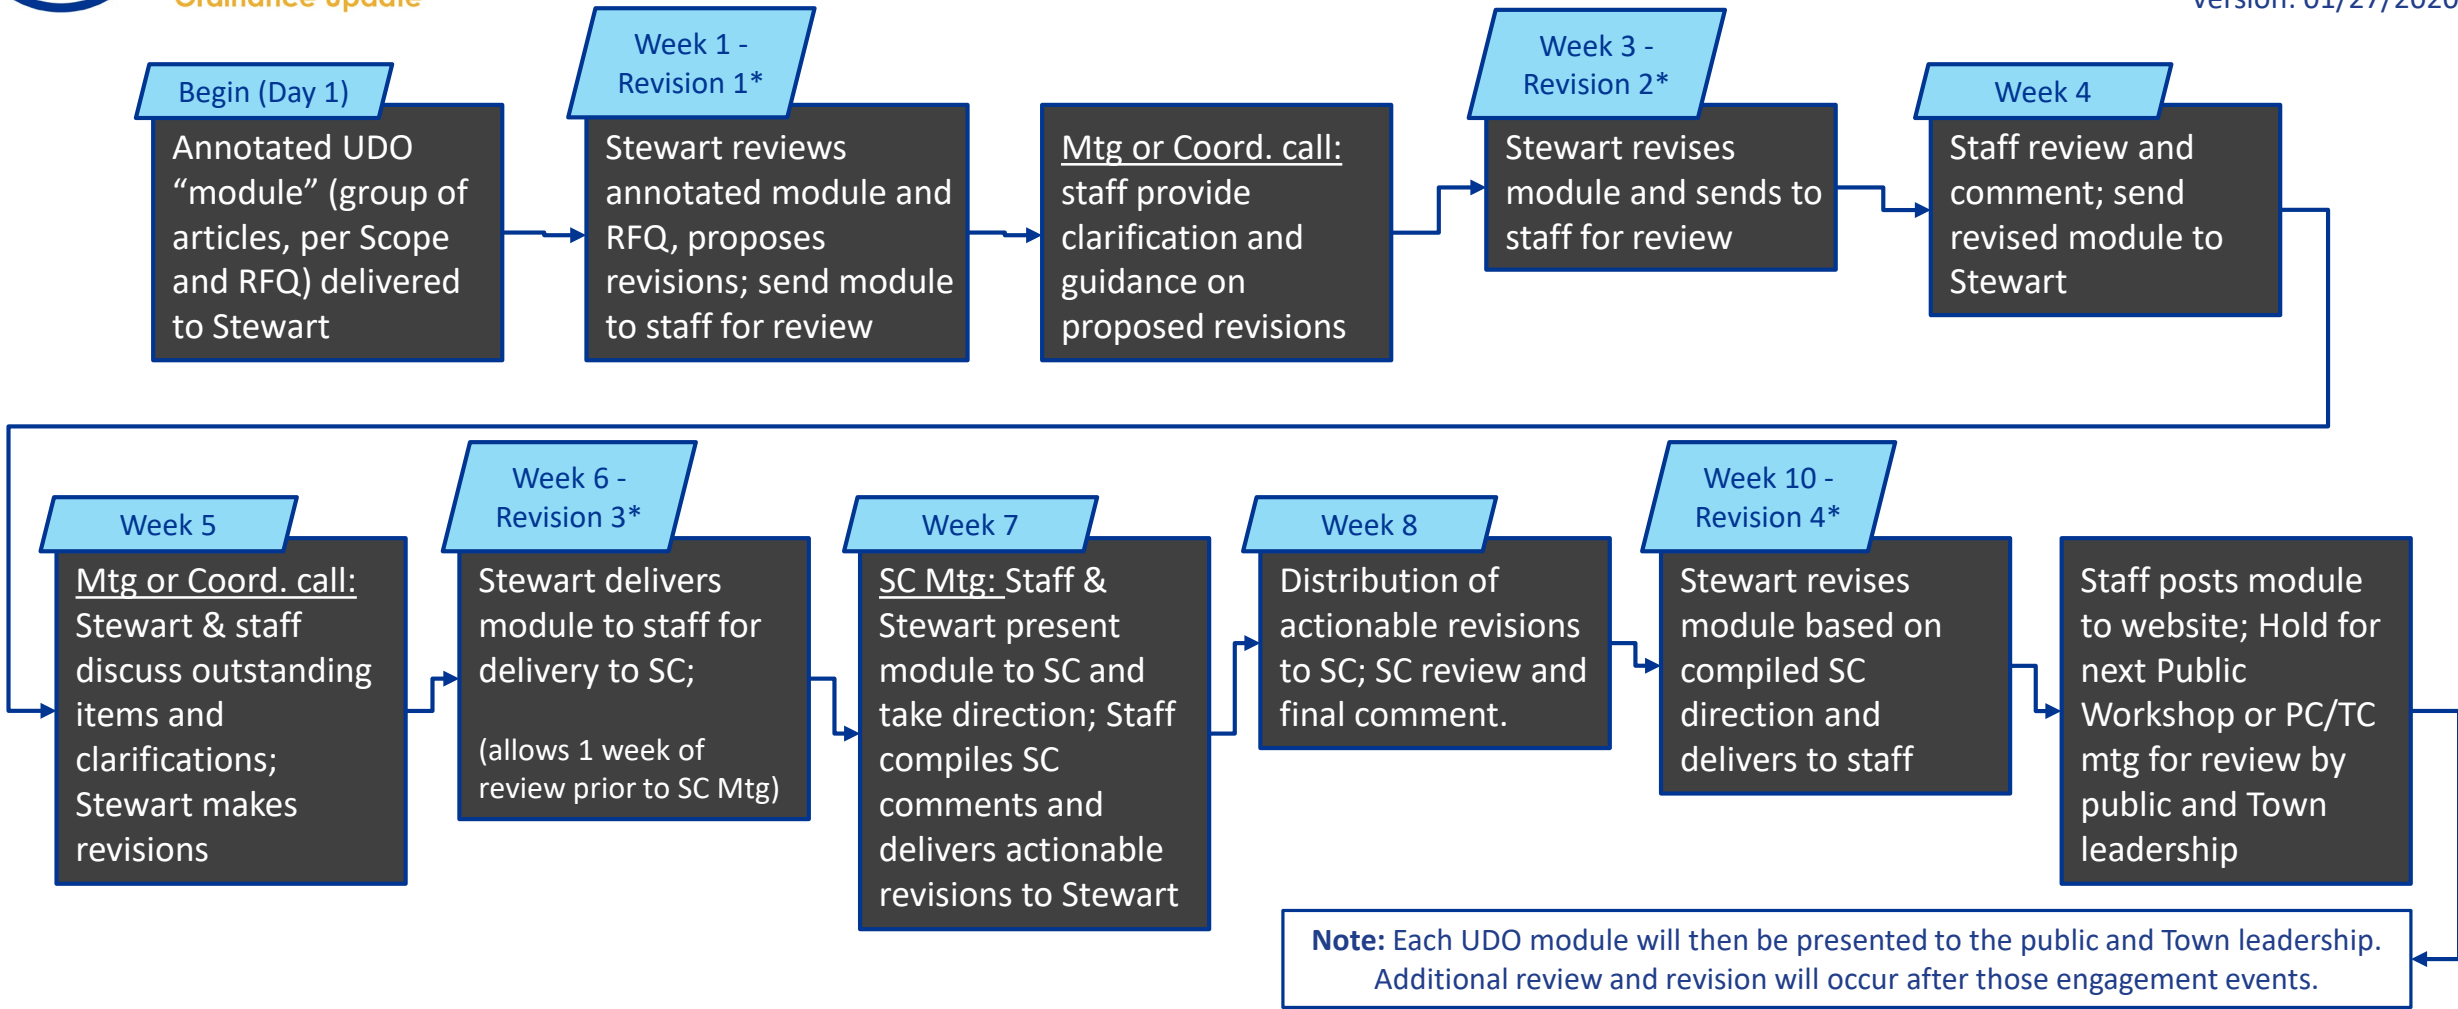 Ordinance Update
Version: 01/27/2020
Begin (Day 1)
Annotated UDO
“module” (group of
articles, per Scope
and RFQ) delivered
to Stewart
Week 1 -
Revision 1*
Stewart reviews
annotated module and
RFQ, proposes
revisions; send module
to staff for review
Mtg or Coord. call:
staff provide
clarification and
guidance on
proposed revisions
Week 3 -
Revision 2*
Stewart revises
module and sends to
staff for review
Week 4
Staff review and
comment; send
revised module to
Stewart
Week 5
Mtg or Coord. call:
Stewart & staff
discuss outstanding
items and
clarifications;
Stewart makes
revisions
Week 6 -
Revision 3*
Stewart delivers
module to staff for
delivery to SC;
(allows 1 week of
review prior to SC Mtg)
Week 7
SC Mtg: Staff &
Stewart present
module to SC and
take direction; Staff
compiles SC
comments and
delivers actionable
revisions to Stewart
Week 8
Distribution of
actionable revisions
to SC; SC review and
final comment.
Week 10 -
Revision 4*
Stewart revises
module based on
compiled SC
direction and
delivers to staff
Staff posts module
to website; Hold for
next Public
Workshop or PC/TC
mtg for review by
public and Town
leadership
Note: Each UDO module will then be presented to the public and Town leadership.
Additional review and revision will occur after those engagement events.